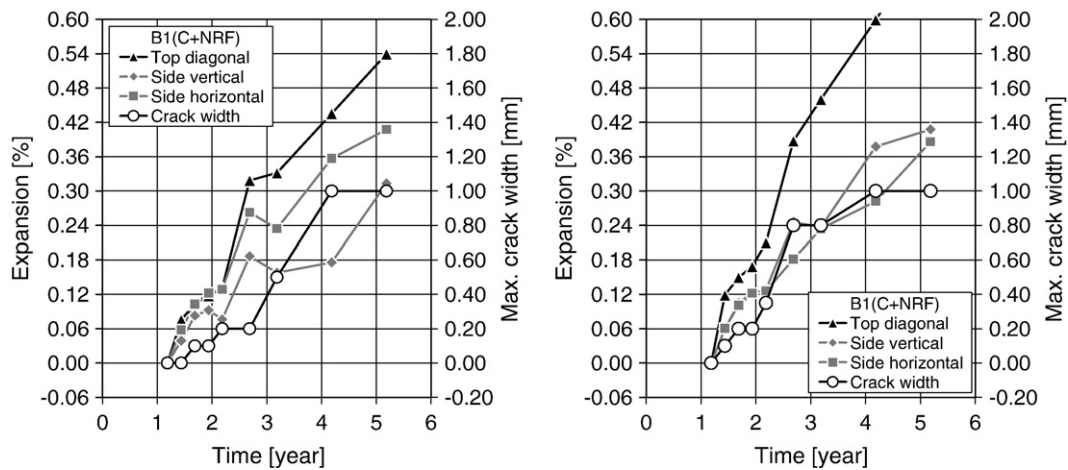 0.60
0.54
0.48
0.42
0.36
0.30
0.24
0.18
0.12
0.06
0.00
-0.06
Expansion [%]
B1(C+NRF)
Top diagonal
Side vertical
Side horizontal
Crack width
2.00
1.80
1.60
1.40
1.20
1.00
0.80
0.60
0.40
0.20
0.00
-0.20
Max. crack width [mm]
0 1 2 3 4 5 6
Time [year]
0.60
0.54
0.48
0.42
0.36
0.30
0.24
0.18
0.12
0.06
0.00
-0.06
Expansion [%]
B1(C+NRF)
Top diagonal
Side vertical
Side horizontal
Crack width
2.00
1.80
1.60
1.40
1.20
1.00
0.80
0.60
0.40
0.20
0.00
-0.20
Max. crack width [mm]
0 1 2 3 4 5 6
Time [year]